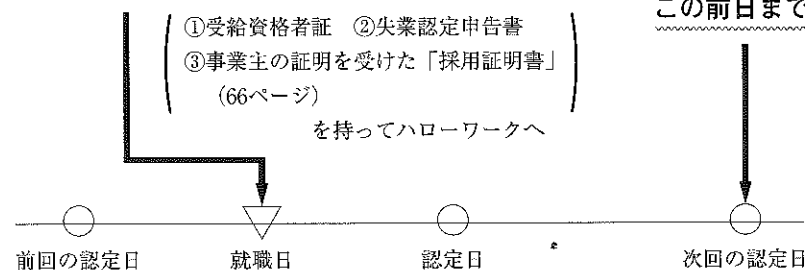 この前日まで
①受給資格者証 ②失業認定申告書
③事業主の証明を受けた「採用証明書」
(66ページ)
を持ってハローワークへ
前回の認定日 就職日 認定日 次回の認定日